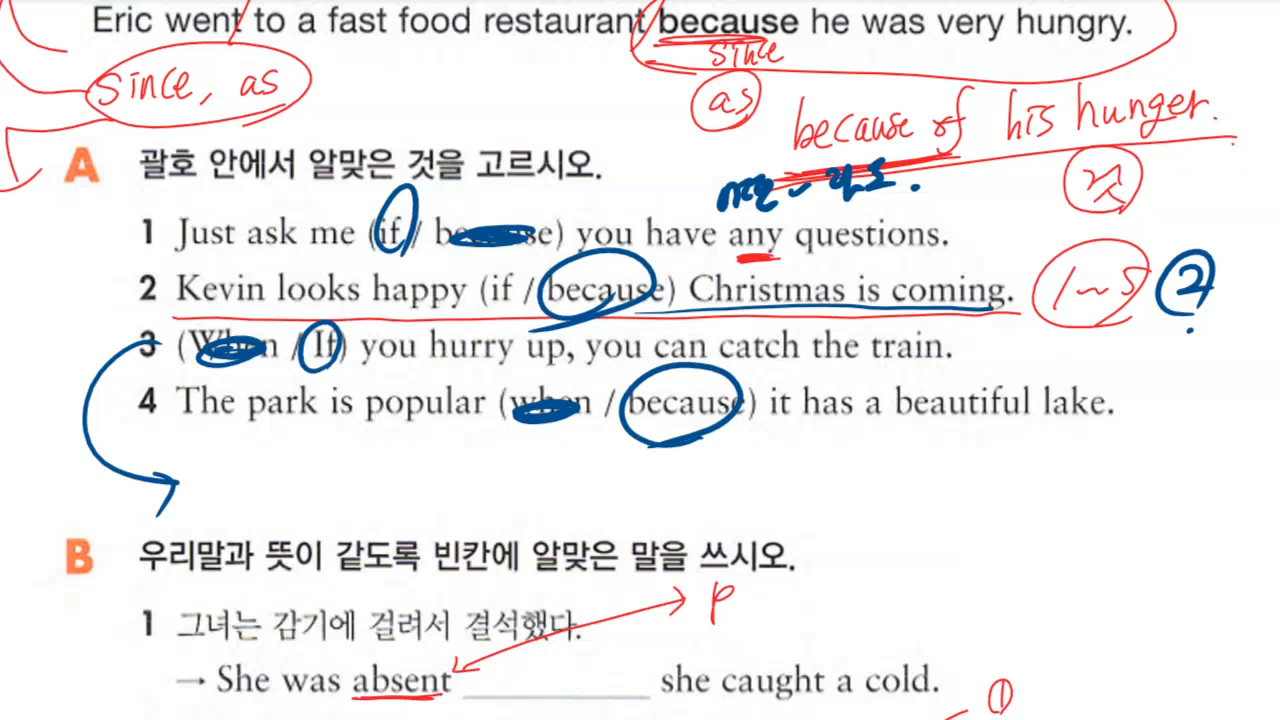 Eric went to a fast food restaurant because he was very hungry.
since
since, as
as
because of his hunger.
A 괄호 안에서 알맞은 것을 고르시오.
것
1 Just ask me (if / because) you have any questions.
2 Kevin looks happy (if / because) Christmas is coming.
1~5
?
3 (When / If) you hurry up, you can catch the train.
4 The park is popular (when / because) it has a beautiful lake.
B 우리말과 뜻이 같도록 빈칸에 알맞은 말을 쓰시오.
p
1 그녀는 감기에 걸려서 결석했다.
→ She was absent __________ she caught a cold.
①